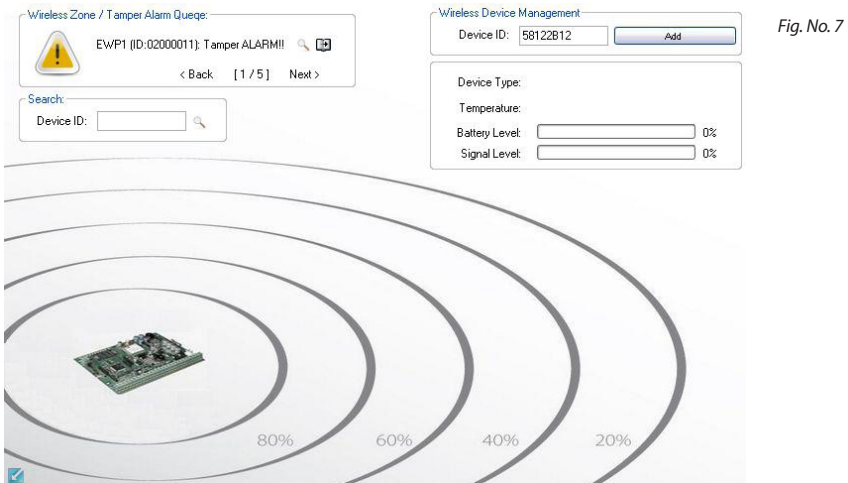 Wireless Zone / Tamper Alarm Queqe:
EWP1 (ID:02000011): Tamper ALARM!!
< Back [1 / 5] Next >
Search:
Device ID:
Wireless Device Management
Device ID: 58122B12 Add
Device Type:
Temperature:
Battery Level: 0%
Signal Level: 0%
Fig. No. 7
80% 60% 40% 20%